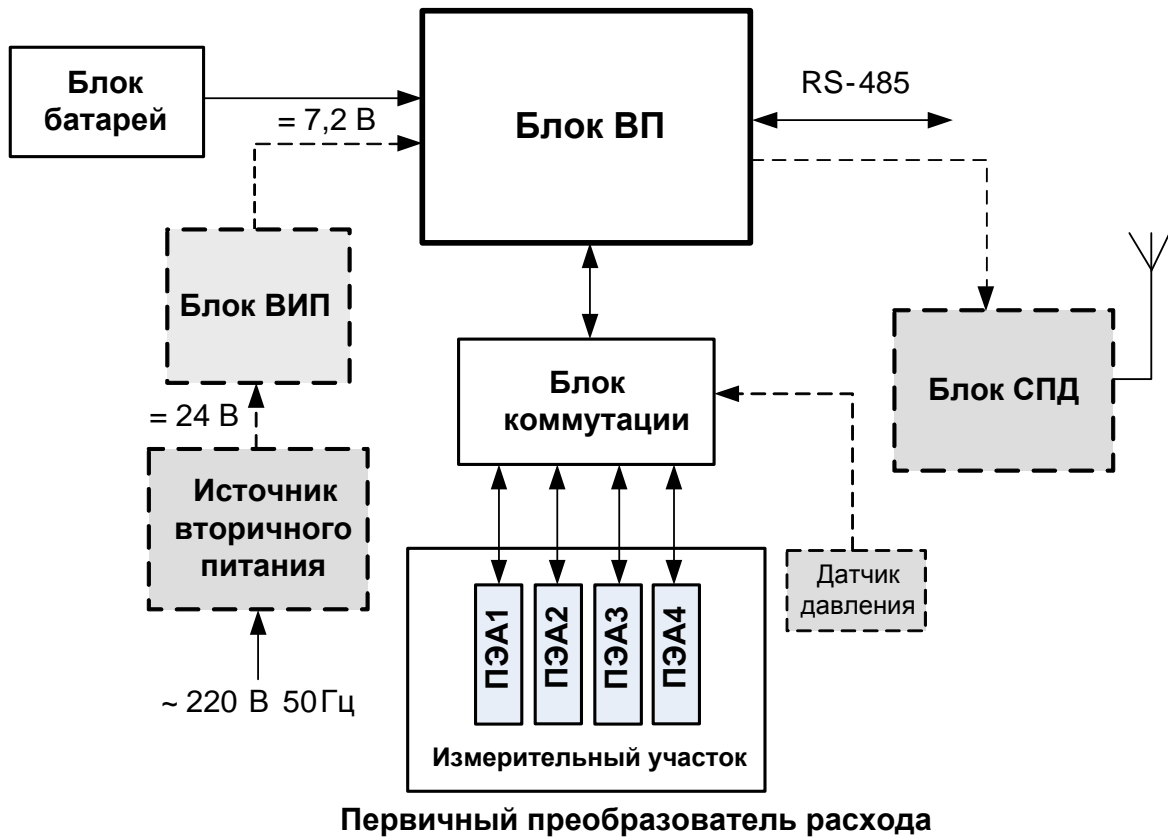 Блок
батарей
= 7,2 В
Блок ВП
RS-485
Блок ВИП
= 24 В
Источник
вторичного
питания
~ 220 В 50Гц
Блок
коммутации
Блок СПД
Датчик
давления
ПЭА1
ПЭА2
ПЭА3
ПЭА4
Измерительный участок
Первичный преобразователь расхода